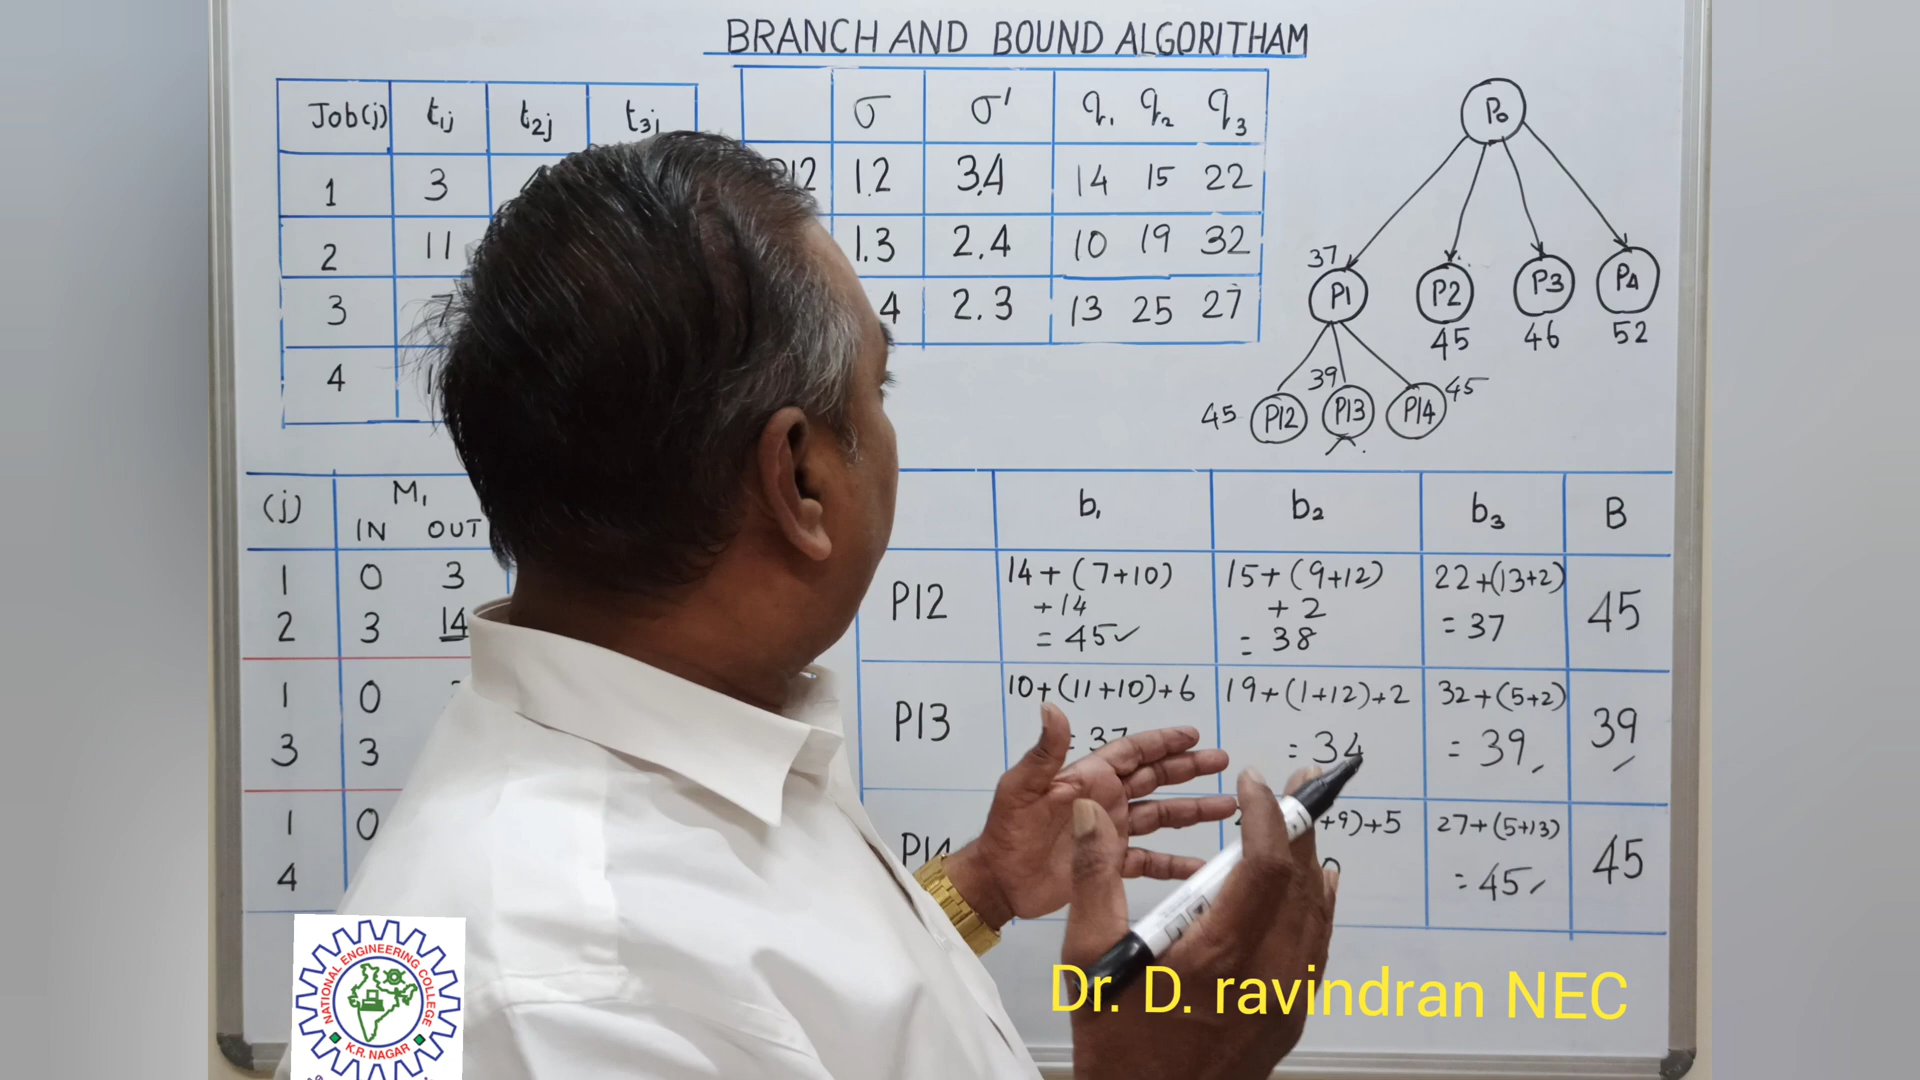 BRANCH AND BOUND ALGORITHAM
Job(j) t1j t2j t3j
1 3
2 11
3 7
4
σ σ' q1 q2 q3
P12 1.2 3.4 14 15 22
1.3 2.4 10 19 32
4 2.3 13 25 27
P0
37
P1 P2 P3 P4
45 46 52
39
45 P12 P13 P14 45
(j) M1
IN OUT
1 0 3
2 3 14
1 0
3 3
1 0
4
b1 b2 b3 B
P12
14+(7+10)
+14
= 45✓
15+(9+12)
+ 2
= 38
22+(13+2)
= 37
45
P13
10+(11+10)+6
= 37
19+(1+12)+2
= 34
32+(5+2)
= 39
39
P14
+9)+5
27+(5+13)
= 45
45
NATIONAL ENGINEERING COLLEGE
K.R. NAGAR
Dr. D. ravindran NEC